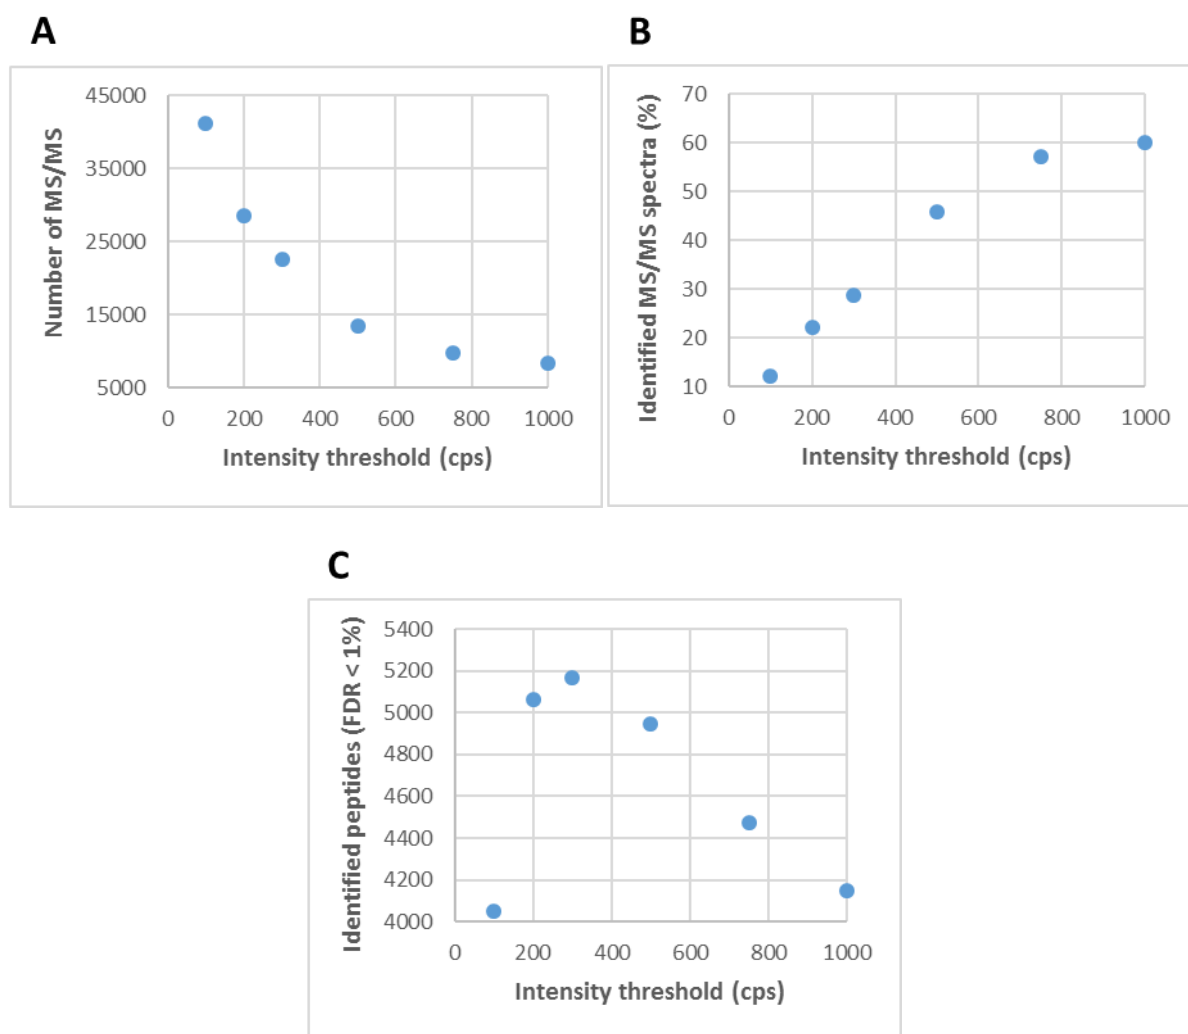 A
Number of MS/MS
45000
35000
25000
15000
5000
0 200 400 600 800 1000
Intensity threshold (cps)
B
Identified MS/MS spectra (%)
70
60
50
40
30
20
10
0 200 400 600 800 1000
Intensity threshold (cps)
C
Identified peptides (FDR < 1%)
5400
5200
5000
4800
4600
4400
4200
4000
0 200 400 600 800 1000
Intensity threshold (cps)